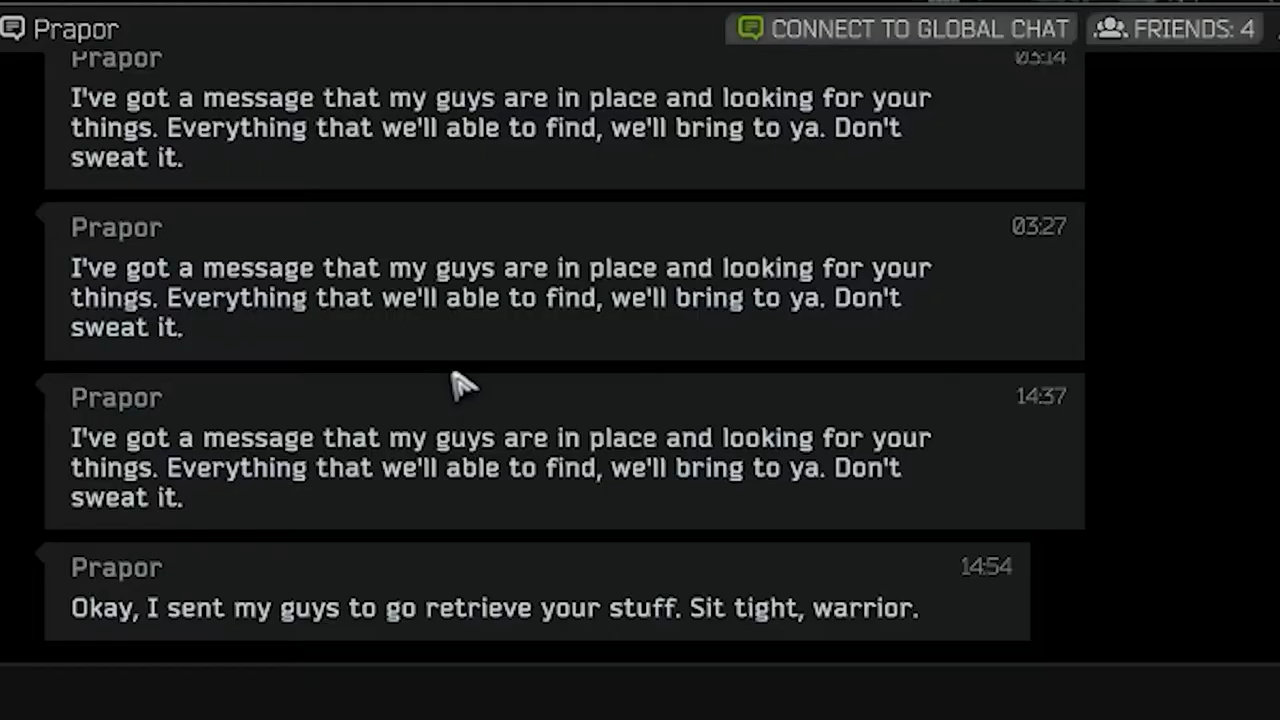 Prapor
CONNECT TO GLOBAL CHAT
FRIENDS: 4
Prapor
03:14
I've got a message that my guys are in place and looking for your
things. Everything that we'll able to find, we'll bring to ya. Don't
sweat it.
Prapor
03:27
I've got a message that my guys are in place and looking for your
things. Everything that we'll able to find, we'll bring to ya. Don't
sweat it.
Prapor
14:37
I've got a message that my guys are in place and looking for your
things. Everything that we'll able to find, we'll bring to ya. Don't
sweat it.
Prapor
14:54
Okay, I sent my guys to go retrieve your stuff. Sit tight, warrior.